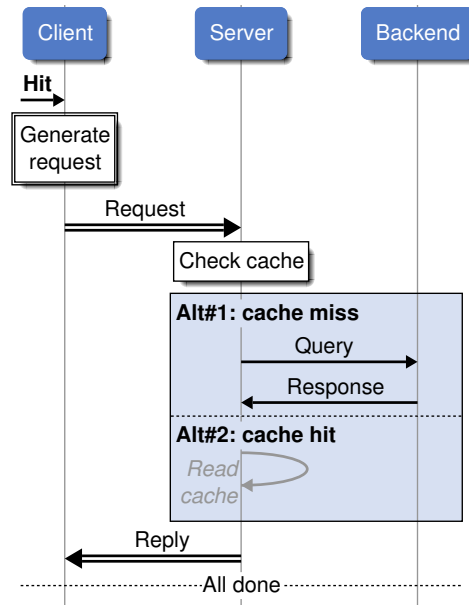 Client Server Backend
Hit
Generate
request
Request
Check cache
Alt#1: cache miss
Query
Response
Alt#2: cache hit
Read
cache
Reply
All done